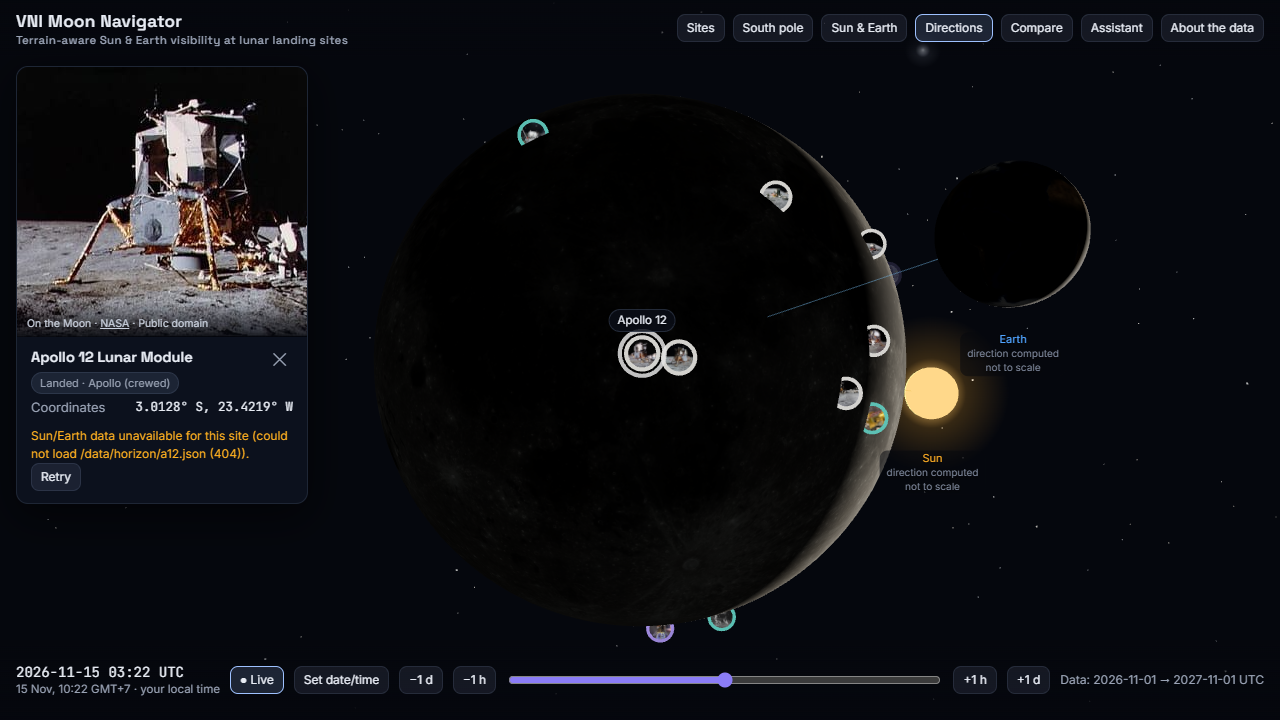 VNI Moon Navigator
Terrain-aware Sun & Earth visibility at lunar landing sites
Sites
South pole
Sun & Earth
Directions
Compare
Assistant
About the data
On the Moon · NASA · Public domain
Apollo 12 Lunar Module
Landed · Apollo (crewed)
Coordinates 3.0128° S, 23.4219° W
Sun/Earth data unavailable for this site (could
not load /data/horizon/a12.json (404)).
Retry
Apollo 12
Earth
direction computed
not to scale
Sun
direction computed
not to scale
2026-11-15 03:22 UTC
15 Nov, 10:22 GMT+7 · your local time
● Live
Set date/time
−1 d
−1 h
+1 h
+1 d
Data: 2026-11-01 → 2027-11-01 UTC